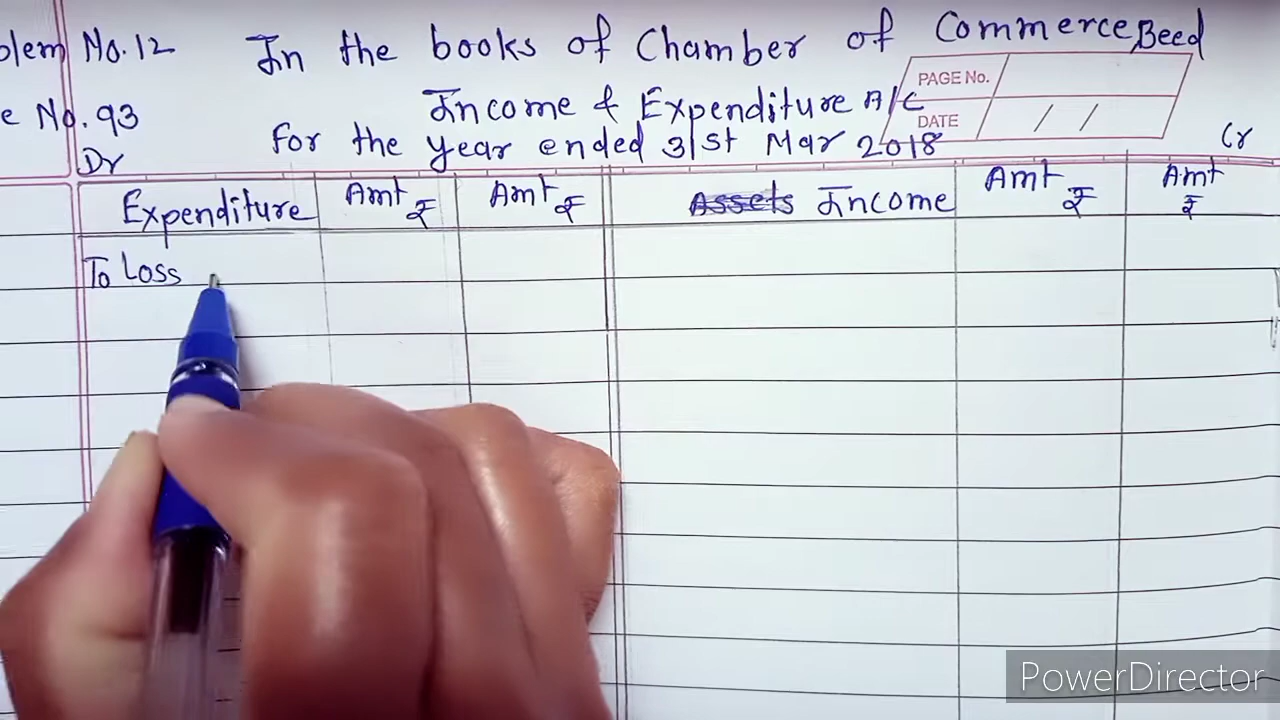 blem No. 12 In the books of Chamber of Commerce, Beed
PAGE No.
e No. 93 Income & Expenditure A/C
DATE / /
for the year ended 31st Mar 2018
Dr Cr
Expenditure Amt ₹ Amt ₹ Assets Income Amt ₹ Amt ₹
To Loss
PowerDirector